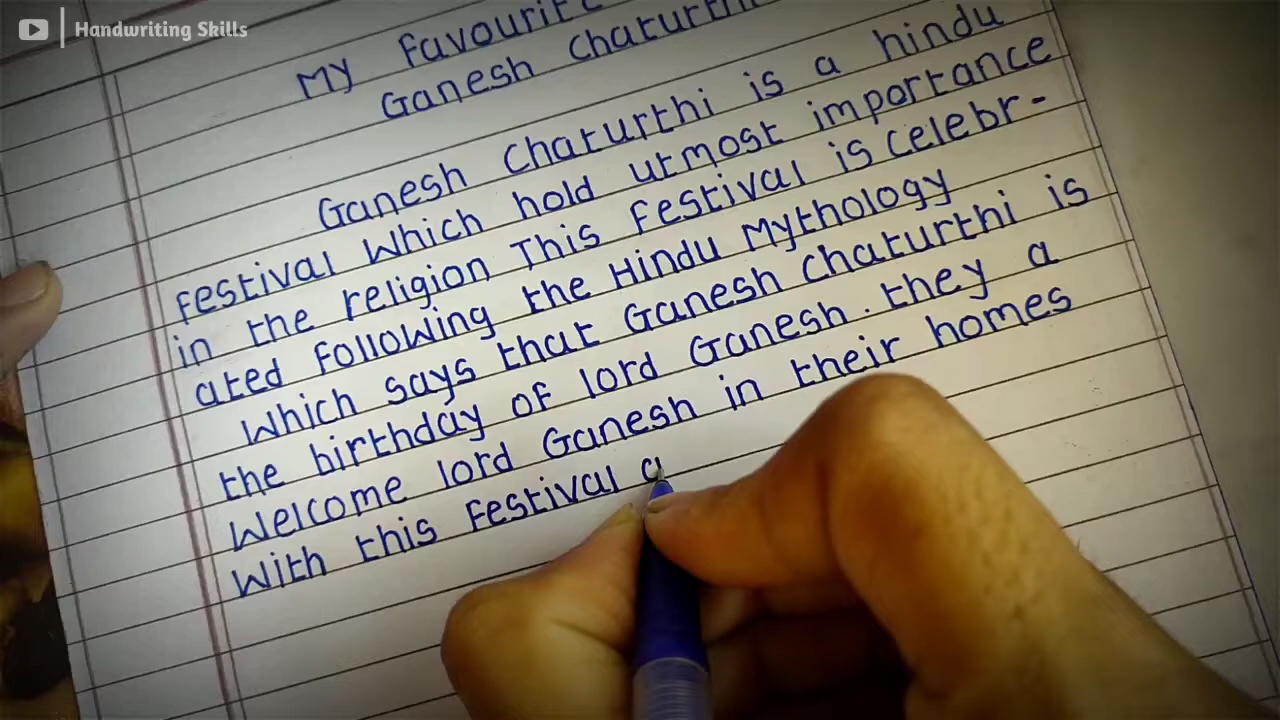 Handwriting Skills
My Favourite
Ganesh Chaturthi
Ganesh Chaturthi is a hindu
Festival Which hold utmost importance
in the religion This Festival is celebr-
ated Following the Hindu Mythology
Which says that Ganesh Chaturthi is
the birthday of lord Ganesh. they a
Welcome lord Ganesh in their homes
With this Festival a